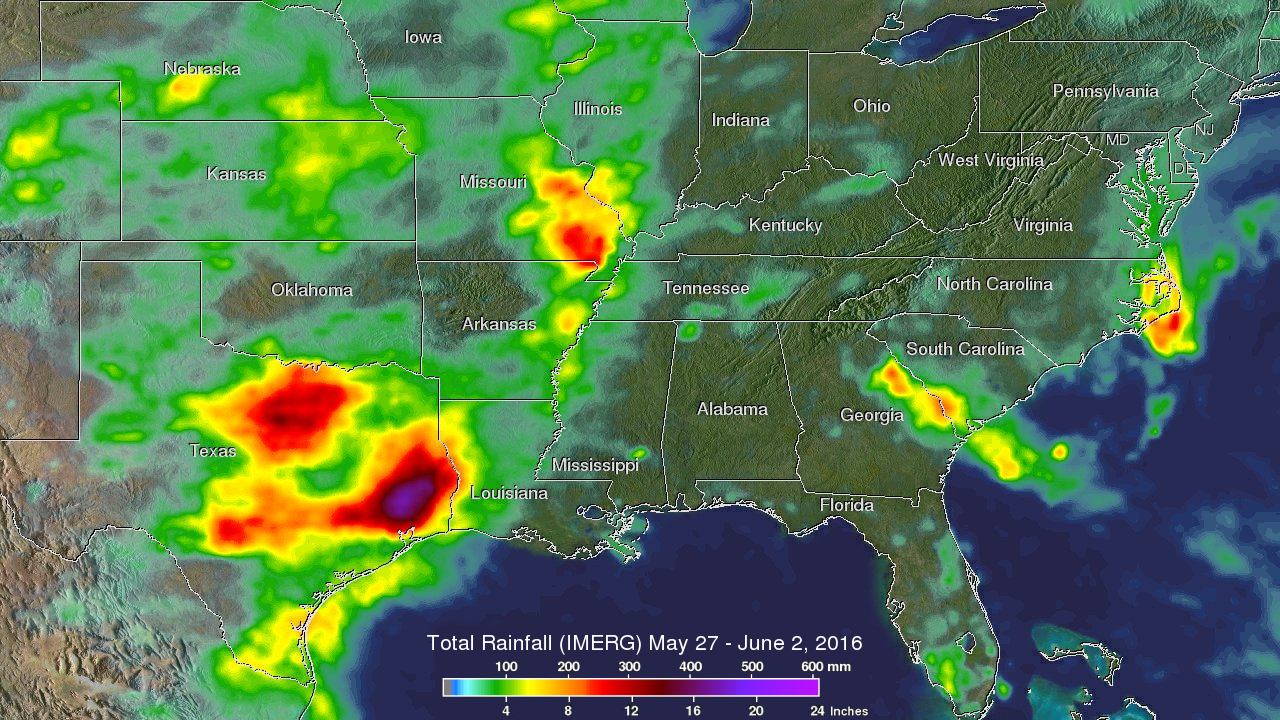 Iowa
Nebraska
Illinois
Pennsylvania
Ohio
Indiana
NJ
MD
West Virginia
DE
Kansas
Missouri
Kentucky
Virginia
North Carolina
Tennessee
Oklahoma
Arkansas
South Carolina
Alabama
Georgia
Texas
Mississippi
Louisiana
Florida
Total Rainfall (IMERG) May 27 - June 2, 2016
100 200 300 400 500 600 mm
4 8 12 16 20 24 Inches